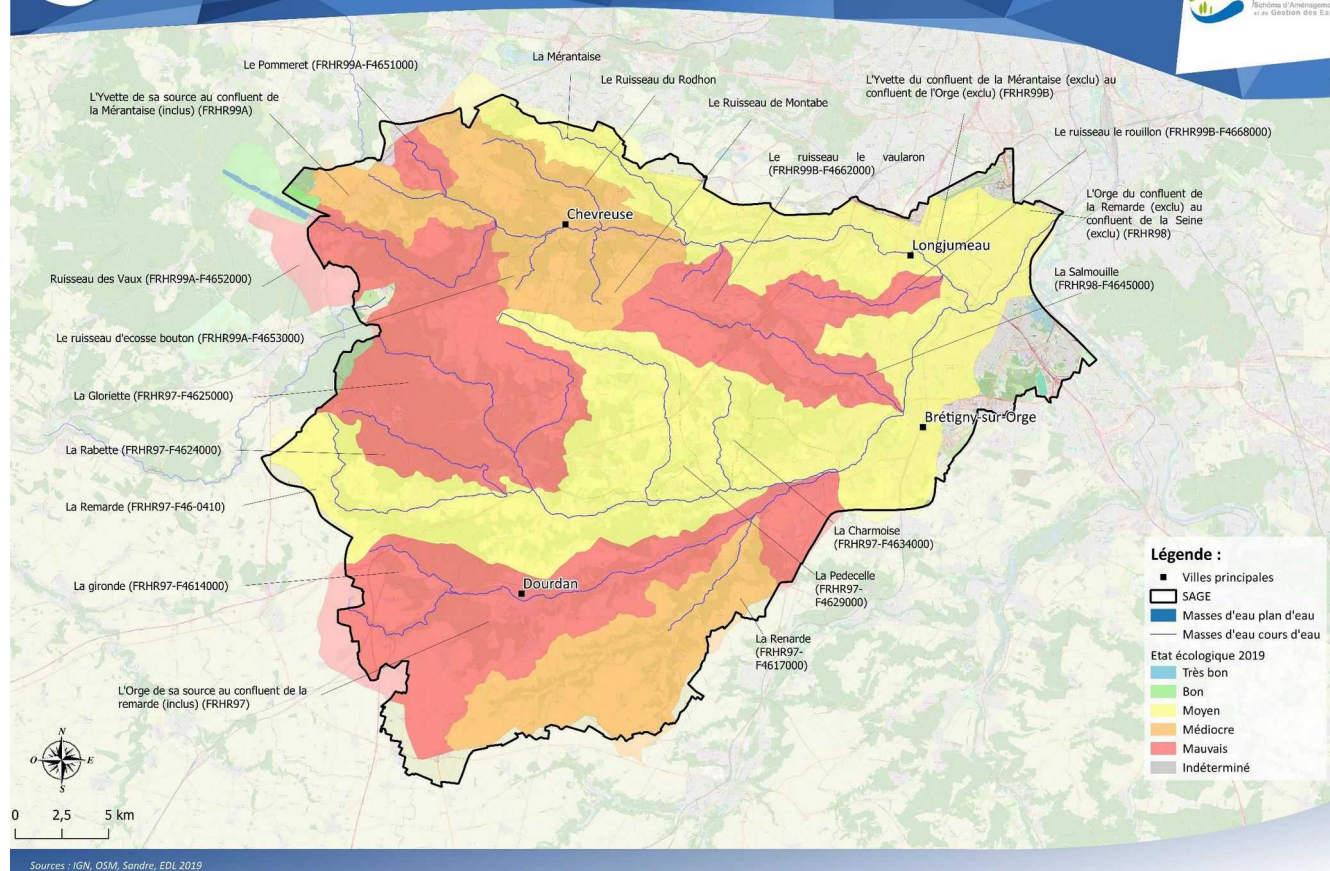 Schéma d'Aménagement
et de Gestion des
Le Pommeret (FRHR99A-F4651000)
La Mérantaise
Le Ruisseau du Rodhon
L'Yvette du confluent de la Mérantaise (exclu) au
confluent de l'Orge (exclu) (FRHR99B)
L'Yvette de sa source au confluent de
la Mérantaise (inclus) (FRHR99A)
Le Ruisseau de Montabe
Le ruisseau le rouillon (FRHR99B-F4668000)
Le ruisseau le vaularon
(FRHR99B-F4662000)
L'Orge du confluent de
la Remarde (exclu) au
confluent de la Seine
(exclu) (FRHR98)
Chevreuse
Longjumeau
Ruisseau des Vaux (FRHR99A-F4652000)
La Salmouille
(FRHR98-F4645000)
Le ruisseau d'ecosse bouton (FRHR99A-F4653000)
La Gloriette (FRHR97-F4625000)
Brétigny-sur-Orge
La Rabette (FRHR97-F4624000)
La Remarde (FRHR97-F46-0410)
La Charmoise
(FRHR97-F4634000)
La gironde (FRHR97-F4614000)
Dourdan
La Pedecelle
(FRHR97-
F4629000)
La Renarde
(FRHR97-
F4617000)
L'Orge de sa source au confluent de la
remarde (inclus) (FRHR97)
Légende :
Villes principales
SAGE
Masses d'eau plan d'eau
Masses d'eau cours d'eau
Etat écologique 2019
Très bon
Bon
Moyen
Médiocre
Mauvais
Indéterminé
N
O
E
S
0 2,5 5 km
Sources : IGN, OSM, Sandre, EDL 2019